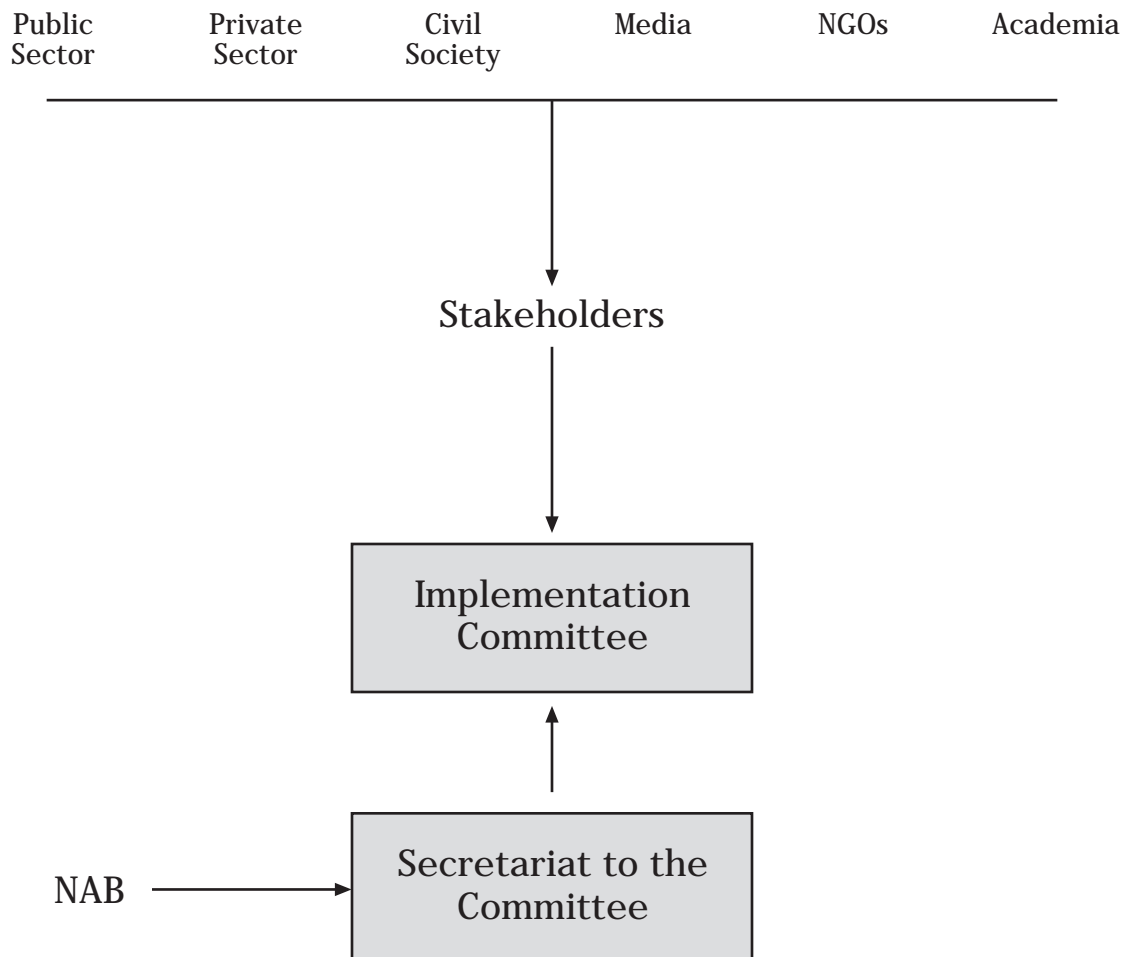 Public
Sector
Private
Sector
Civil
Society
Media
NGOs
Academia
Stakeholders
Implementation
Committee
Secretariat to the
Committee
NAB